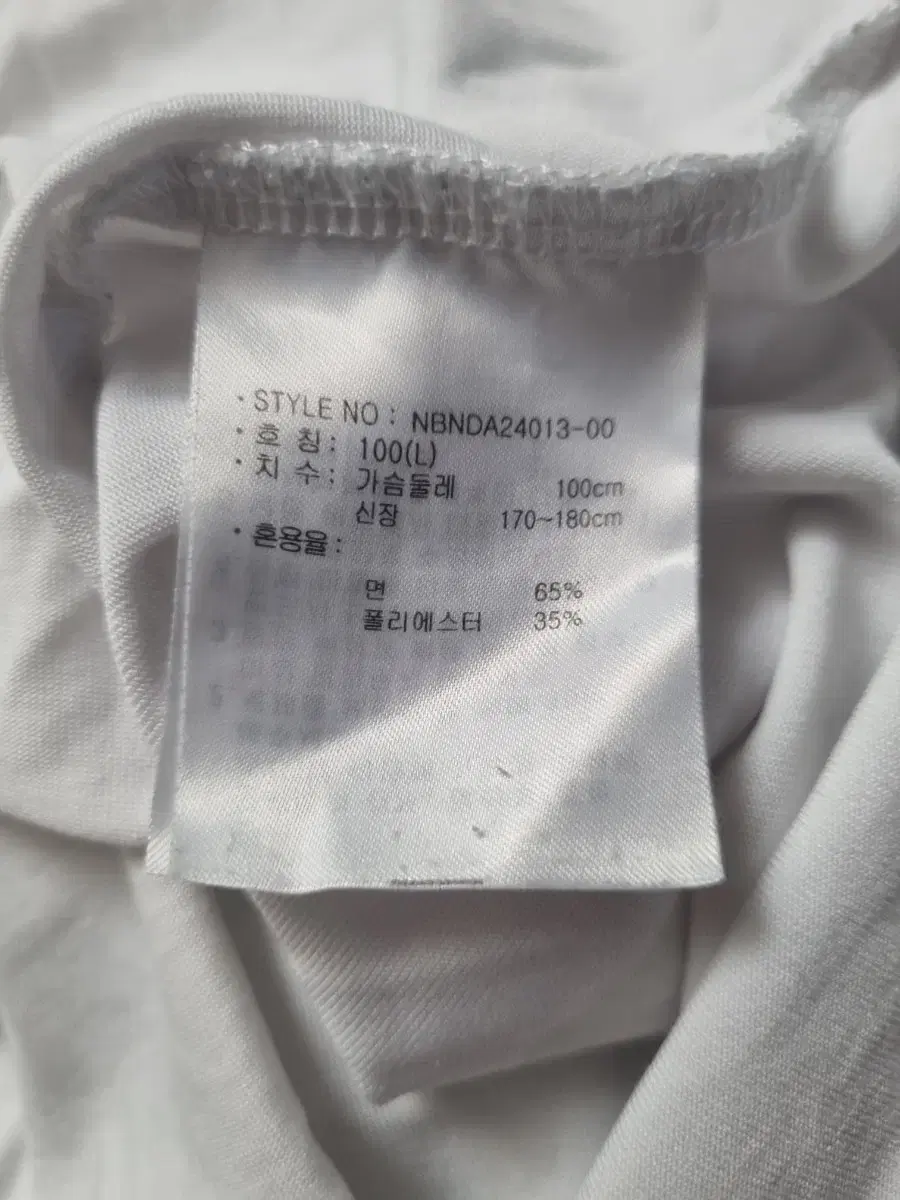 · STYLE NO : NBNDA24013-00
· 호 칭 : 100(L)
· 치 수 : 가슴둘레 100cm
신장 170~180cm
· 혼용율 :
면 65%
폴리에스터 35%